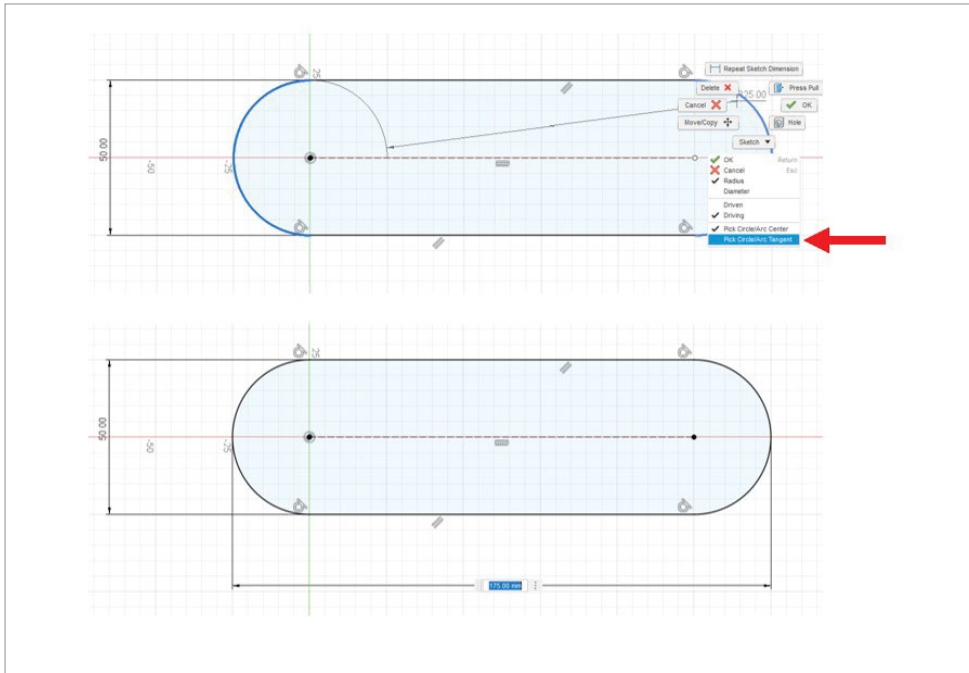 25
Repeat Sketch Dimension
Delete
Press Pull
R25.00
Cancel
OK
Move/Copy
Hole
Sketch
50.00
-50
-25
OK Return
Cancel Esc
Radius
Diameter
Driven
Driving
Pick Circle/Arc Center
Pick Circle/Arc Tangent
25
50.00
-50
-25
175.00 mm